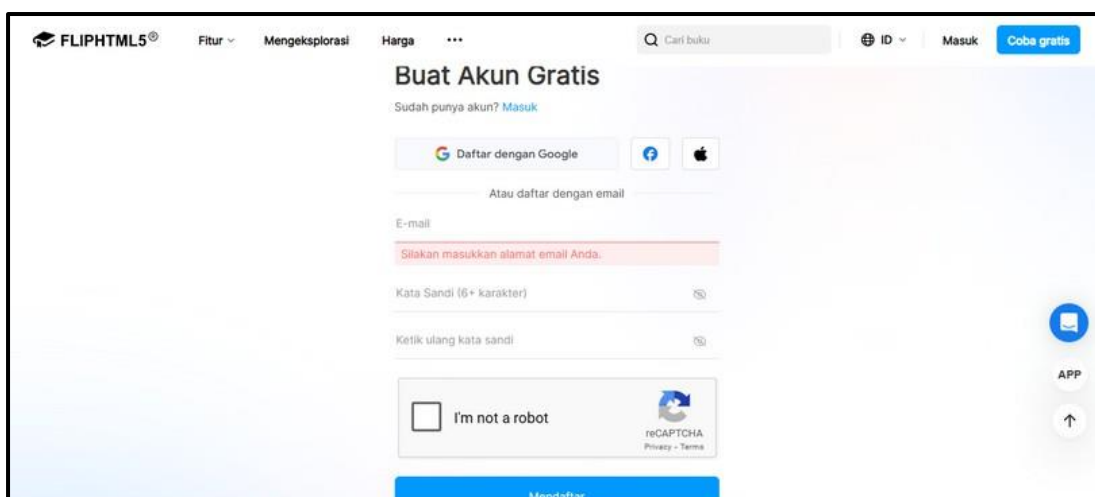 FLIPHTML5®
Fitur
Mengeksplorasi
Harga
•••
Cari buku
ID
Masuk
Coba gratis
Buat Akun Gratis
Sudah punya akun? Masuk
Daftar dengan Google
Atau daftar dengan email
E-mail
Silakan masukkan alamat email Anda.
Kata Sandi (6+ karakter)
Ketik ulang kata sandi
I'm not a robot
reCAPTCHA
Privacy - Terms
APP
Mendaftar